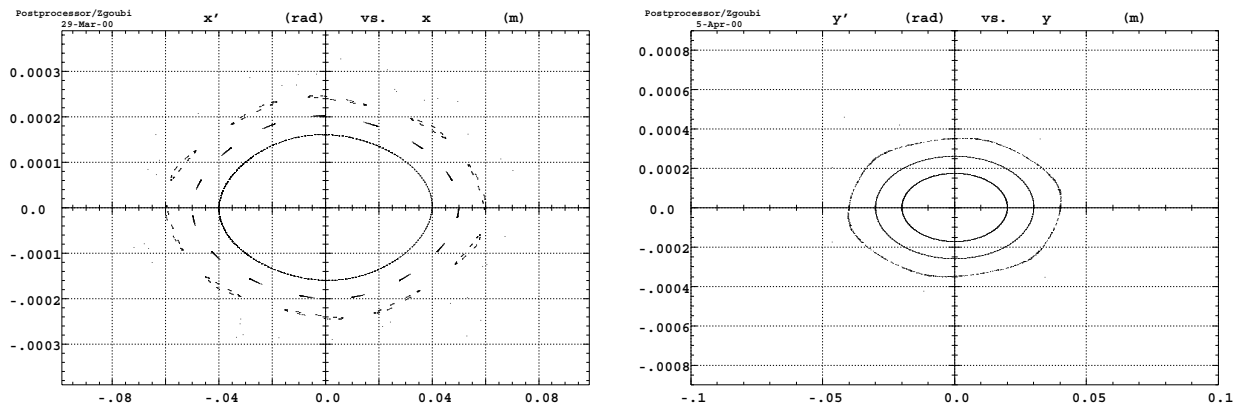 Postprocessor/Zgoubi
29-Mar-00
x' (rad) vs. x (m)
0.0003
0.0002
0.0001
0.0
-.0001
-.0002
-.0003
-.08 -.04 0.0 0.04 0.08
Postprocessor/Zgoubi
5-Apr-00
y' (rad) vs. y (m)
0.0008
0.0006
0.0004
0.0002
0.0
-.0002
-.0004
-.0006
-.0008
-.1 -.05 0.0 0.05 0.1